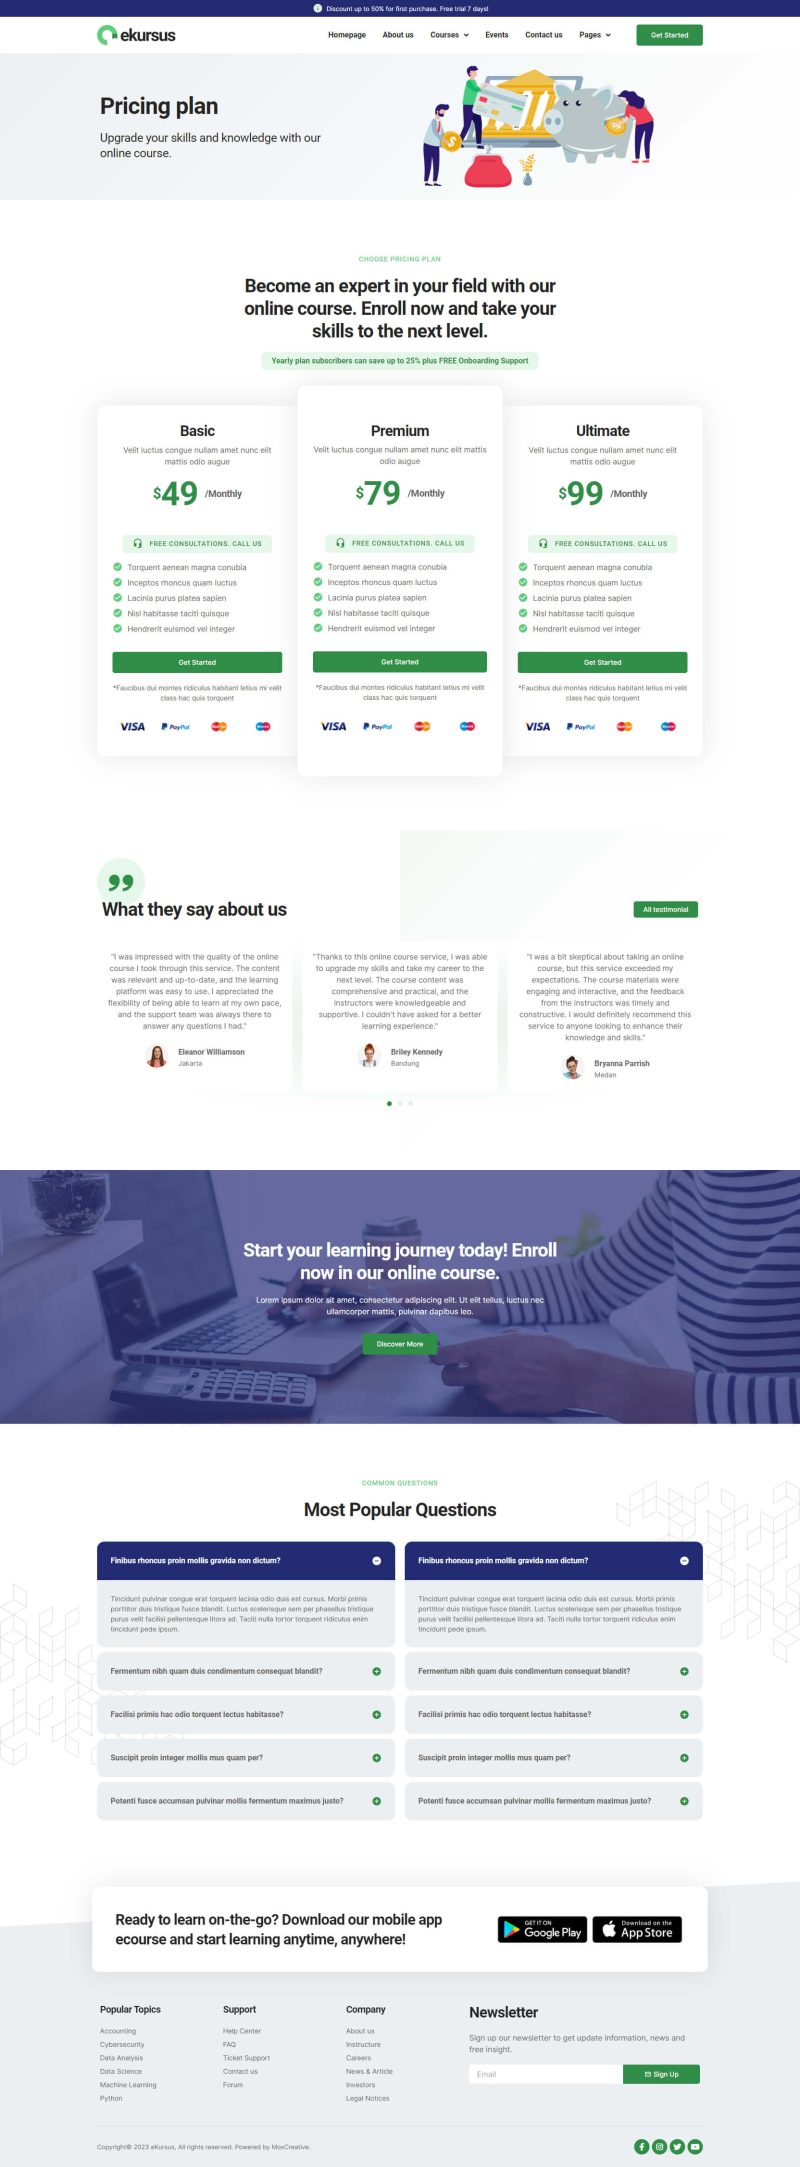 Discount up to 50% for first purchase. Free trial 7 days!
ekursus
Homepage
About us
Courses
Events
Contact us
Pages
Get Started
Pricing plan
Upgrade your skills and knowledge with our
online course.
CHOOSE PRICING PLAN
Become an expert in your field with our
online course. Enroll now and take your
skills to the next level.
Yearly plan subscribers can save up to 25% plus FREE Onboarding Support
Basic
Velit luctus congue nullam amet nunc elit
mattis odio augue
$49 /Monthly
FREE CONSULTATIONS. CALL US
Torquent aenean magna conubia
Inceptos rhoncus quam luctus
Lacinia purus platea sapien
Nisl habitasse taciti quisque
Hendrerit euismod vel integer
Get Started
*Faucibus dui montes ridiculus habitant letius mi velit
class hac quis torquent
VISA PayPal
Premium
Velit luctus congue nullam amet nunc elit mattis
odio augue
$79 /Monthly
FREE CONSULTATIONS. CALL US
Torquent aenean magna conubia
Inceptos rhoncus quam luctus
Lacinia purus platea sapien
Nisl habitasse taciti quisque
Hendrerit euismod vel integer
Get Started
*Faucibus dui montes ridiculus habitant letius mi velit
class hac quis torquent
VISA PayPal
Ultimate
Velit luctus congue nullam amet nunc elit
mattis odio augue
$99 /Monthly
FREE CONSULTATIONS. CALL US
Torquent aenean magna conubia
Inceptos rhoncus quam luctus
Lacinia purus platea sapien
Nisl habitasse taciti quisque
Hendrerit euismod vel integer
Get Started
*Faucibus dui montes ridiculus habitant letius mi velit
class hac quis torquent
VISA PayPal
What they say about us
All testimonial
"I was impressed with the quality of the online
course I took through this service. The content
was relevant and up-to-date, and the learning
platform was easy to use. I appreciated the
flexibility of being able to learn at my own pace,
and the support team was always there to
answer any questions I had."
Eleanor Williamson
Jakarta
"Thanks to this online course service, I was able
to upgrade my skills and take my career to the
next level. The course content was
comprehensive and practical, and the
instructors were knowledgeable and
supportive. I couldn't have asked for a better
learning experience."
Briley Kennedy
Bandung
"I was a bit skeptical about taking an online
course, but this service exceeded my
expectations. The course materials were
engaging and interactive, and the feedback
from the instructors was timely and
constructive. I would definitely recommend this
service to anyone looking to enhance their
knowledge and skills."
Bryanna Parrish
Medan
Start your learning journey today! Enroll
now in our online course.
Lorem ipsum dolor sit amet, consectetur adipiscing elit. Ut elit tellus, luctus nec
ullamcorper mattis, pulvinar dapibus leo.
Discover More
COMMON QUESTIONS
Most Popular Questions
Finibus rhoncus proin mollis gravida non dictum?
Tincidunt pulvinar congue erat torquent lacinia odio duis est cursus. Morbi primis
porttitor duis tristique fusce blandit. Luctus scelerisque sem per phasellus tristique
purus velit facilisi pellentesque litora ad. Taciti nulla tortor torquent ridiculus enim
tincidunt pede ipsum.
Fermentum nibh quam duis condimentum consequat blandit?
Facilisi primis hac odio torquent lectus habitasse?
Suscipit proin integer mollis mus quam per?
Potenti fusce accumsan pulvinar mollis fermentum maximus justo?
Finibus rhoncus proin mollis gravida non dictum?
Tincidunt pulvinar congue erat torquent lacinia odio duis est cursus. Morbi primis
porttitor duis tristique fusce blandit. Luctus scelerisque sem per phasellus tristique
purus velit facilisi pellentesque litora ad. Taciti nulla tortor torquent ridiculus enim
tincidunt pede ipsum.
Fermentum nibh quam duis condimentum consequat blandit?
Facilisi primis hac odio torquent lectus habitasse?
Suscipit proin integer mollis mus quam per?
Potenti fusce accumsan pulvinar mollis fermentum maximus justo?
Ready to learn on-the-go? Download our mobile app
ecourse and start learning anytime, anywhere!
GET IT ON
Google Play
Download on the
App Store
Popular Topics
Accounting
Cybersecurity
Data Analysis
Data Science
Machine Learning
Python
Support
Help Center
FAQ
Ticket Support
Contact us
Forum
Company
About us
Instructure
Careers
News & Article
Investors
Legal Notices
Newsletter
Sign up our newsletter to get update information, news and
free insight.
Email
Sign Up
Copyright© 2023 eKursus, All rights reserved. Powered by MoxCreative.